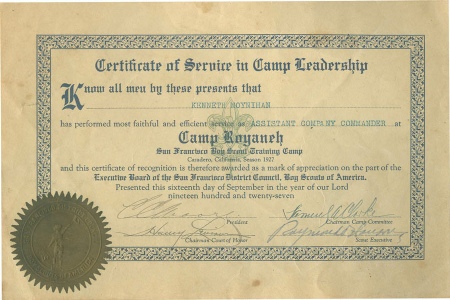 Certificate of Service in Camp Leadership
Know all men by these presents that
KENNETH MOYNIHAN
has performed most faithful and efficient service as ASSISTANT COMPANY COMMANDER at
Camp Royaneh
San Francisco Boy Scout Training Camp
Cazadero, California, Season 1927
and this certificate of recognition is therefore awarded as a mark of appreciation on the part of the
Executive Board of the San Francisco District Council, Boy Scouts of America.
Presented this sixteenth day of September in the year of our Lord
nineteen hundred and twenty-seven
President
Chairman Camp Committee
Chairman Court of Honor
Scout Executive